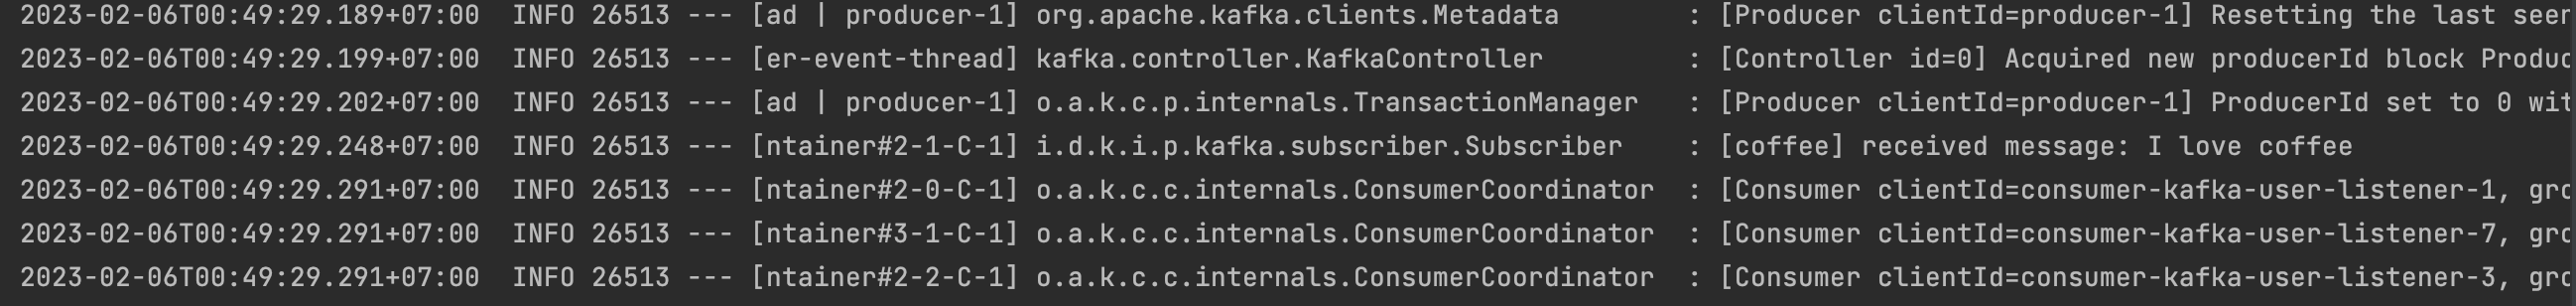 2023-02-06T00:49:29.189+07:00  INFO 26513 --- [ad | producer-1] org.apache.kafka.clients.Metadata        : [Producer clientId=producer-1] Resetting the last
2023-02-06T00:49:29.199+07:00  INFO 26513 --- [er-event-thread] kafka.controller.KafkaController         : [Controller id=0] Acquired new producerId block Produc
2023-02-06T00:49:29.202+07:00  INFO 26513 --- [ad | producer-1] o.a.k.c.p.internals.TransactionManager   : [Producer clientId=producer-1] ProducerId set to 0 wit
2023-02-06T00:49:29.248+07:00  INFO 26513 --- [ntainer#2-1-C-1] i.d.k.i.p.kafka.subscriber.Subscriber    : [coffee] received message: I love coffee
2023-02-06T00:49:29.291+07:00  INFO 26513 --- [ntainer#2-0-C-1] o.a.k.c.c.internals.ConsumerCoordinator  : [Consumer clientId=consumer-kafka-user-listener-1, gro
2023-02-06T00:49:29.291+07:00  INFO 26513 --- [ntainer#3-1-C-1] o.a.k.c.c.internals.ConsumerCoordinator  : [Consumer clientId=consumer-kafka-user-listener-7, gro
2023-02-06T00:49:29.291+07:00  INFO 26513 --- [ntainer#2-2-C-1] o.a.k.c.c.internals.ConsumerCoordinator  : [Consumer clientId=consumer-kafka-user-listener-3, gro